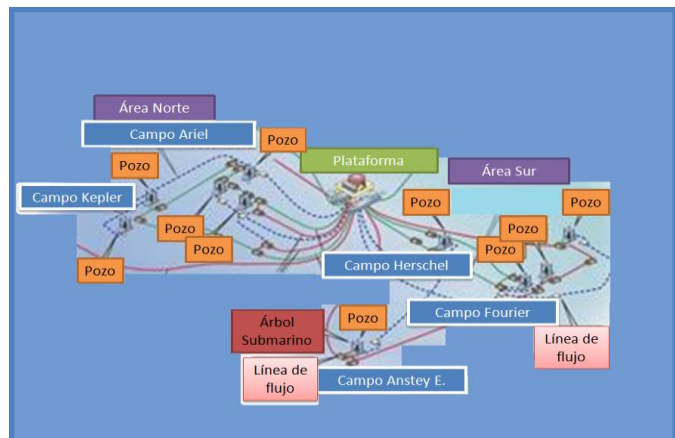 Área Norte
Campo Ariel
Pozo
Plataforma
Pozo
Área Sur
Campo Kepler
Pozo
Pozo
Pozo
Pozo
Pozo
Pozo
Pozo
Pozo
Campo Herschel
Campo Fourier
Árbol
Submarino
Pozo
Línea de
flujo
Línea de
flujo
Campo Anstey E.